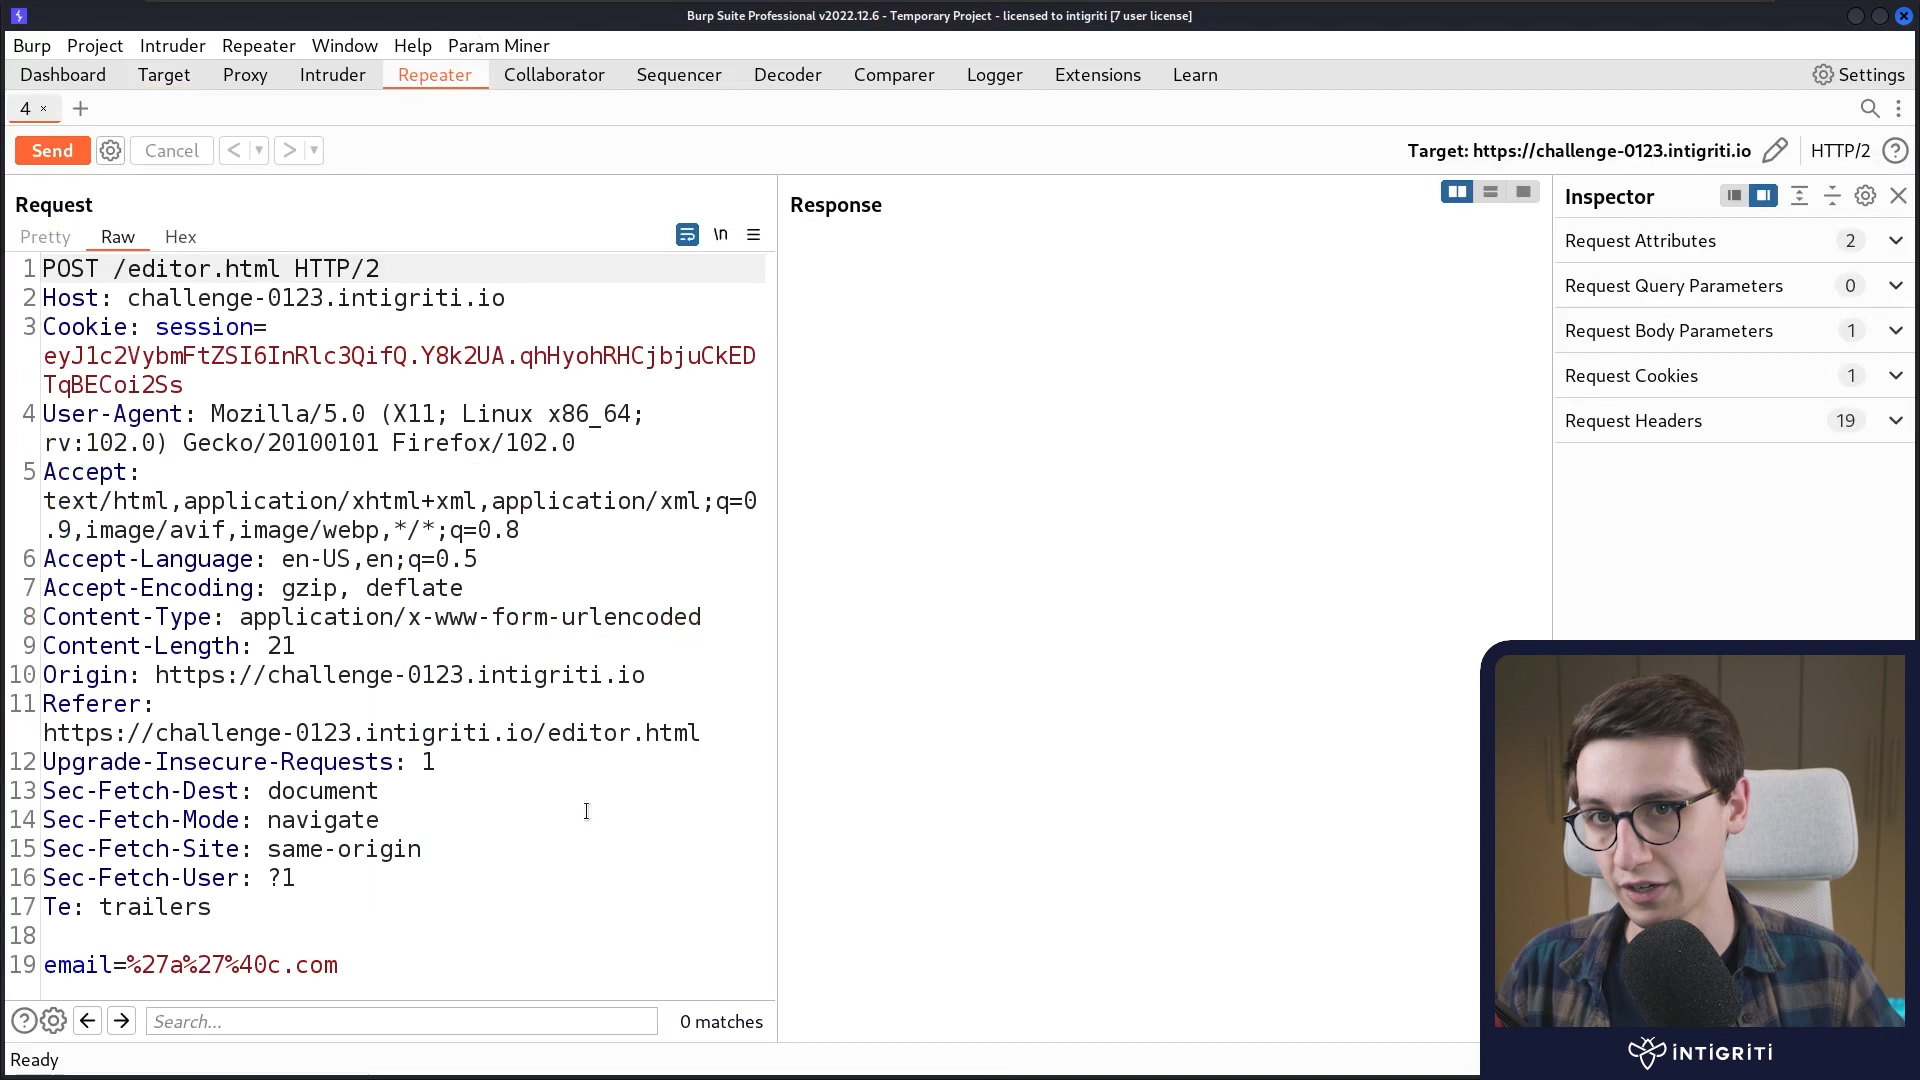 Burp Suite Professional v2022.12.6 - Temporary Project - licensed to intigriti [7 user license]
Burp Project Intruder Repeater Window Help Param Miner
Dashboard Target Proxy Intruder Repeater Collaborator Sequencer Decoder Comparer Logger Extensions Learn Settings
4 × +
Send Cancel < > Target: https://challenge-0123.intigriti.io HTTP/2 ?
Request
Pretty Raw Hex \n
1 POST /editor.html HTTP/2
2 Host: challenge-0123.intigriti.io
3 Cookie: session=
eyJ1c2VybmFtZSI6InRlc3QifQ.Y8k2UA.qhHyohRHCjbjuCkED
TqBECoi2Ss
4 User-Agent: Mozilla/5.0 (X11; Linux x86_64;
rv:102.0) Gecko/20100101 Firefox/102.0
5 Accept:
text/html,application/xhtml+xml,application/xml;q=0
.9,image/avif,image/webp,*/*;q=0.8
6 Accept-Language: en-US,en;q=0.5
7 Accept-Encoding: gzip, deflate
8 Content-Type: application/x-www-form-urlencoded
9 Content-Length: 21
10 Origin: https://challenge-0123.intigriti.io
11 Referer:
https://challenge-0123.intigriti.io/editor.html
12 Upgrade-Insecure-Requests: 1
13 Sec-Fetch-Dest: document
14 Sec-Fetch-Mode: navigate
15 Sec-Fetch-Site: same-origin
16 Sec-Fetch-User: ?1
17 Te: trailers
18
19 email=%27a%27%40c.com
? Search... 0 matches
Ready
Response
Inspector
Request Attributes 2
Request Query Parameters 0
Request Body Parameters 1
Request Cookies 1
Request Headers 19
INTIGRITI